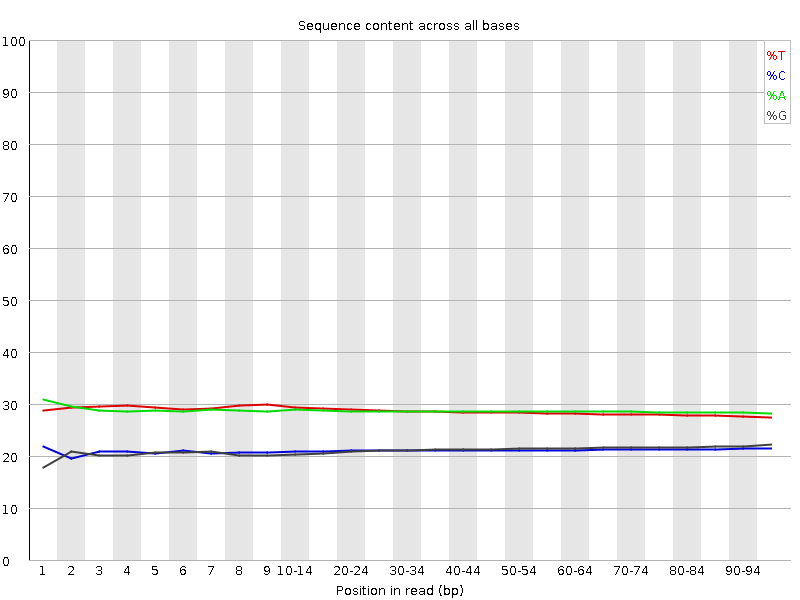 Sequence content across all bases
%T
%C
%A
%G
100
90
80
70
60
50
40
30
20
10
0
1 2 3 4 5 6 7 8 9 10-14 20-24 30-34 40-44 50-54 60-64 70-74 80-84 90-94
Position in read (bp)